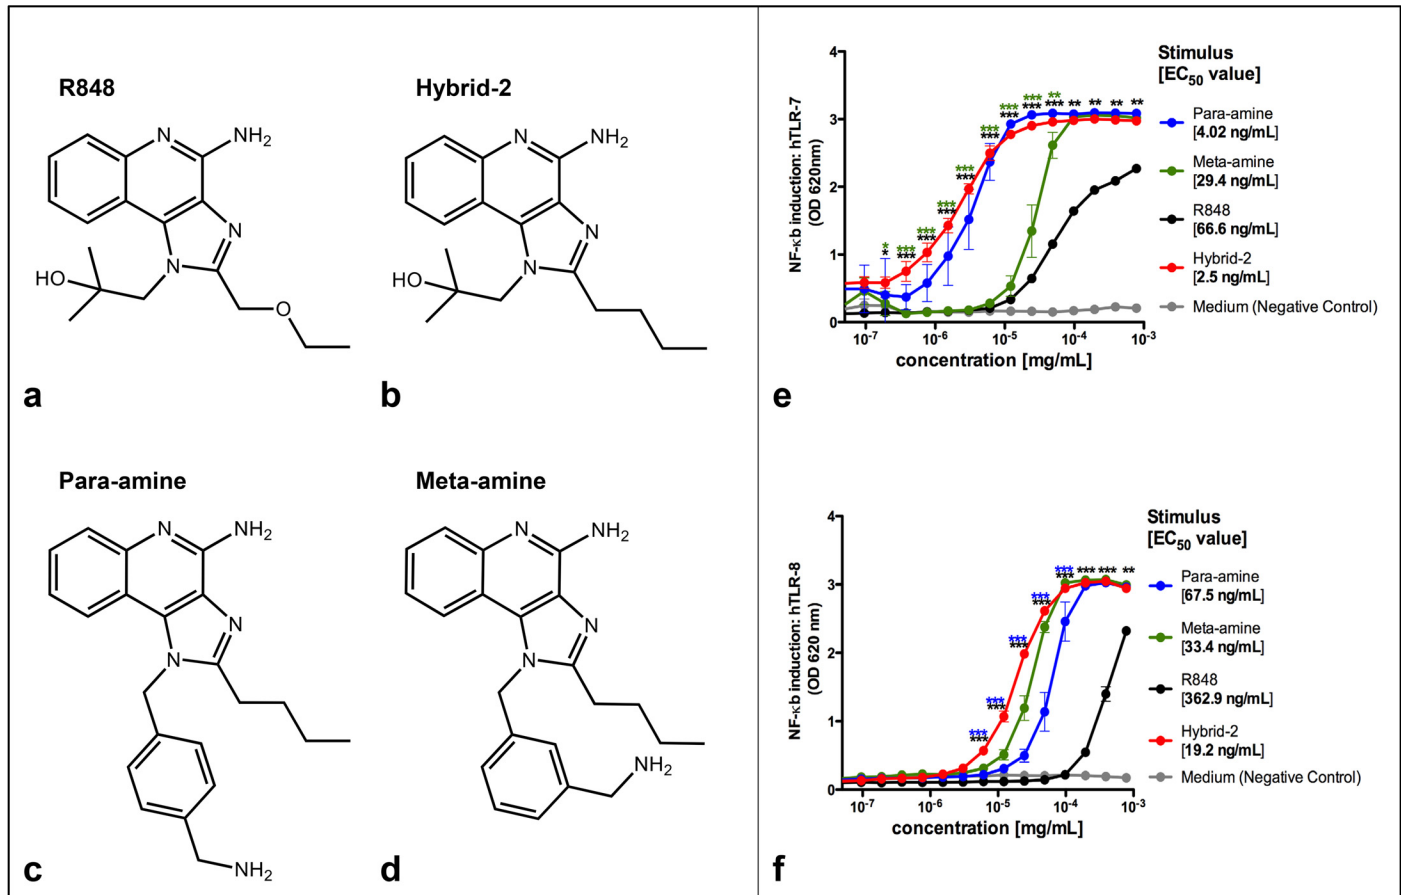 R848
N
NH2
N
N
HO
O
a
Hybrid-2
N
NH2
N
N
HO
b
Para-amine
N
NH2
N
N
NH2
c
Meta-amine
N
NH2
N
N
NH2
d
NF-κb induction: hTLR-7
(OD 620nm)
4
3
2
1
0
*** *** ** ** ** ** **
*** *** ***
*** ***
*** ***
*** ***
*** ***
*** ***
* *
10-7 10-6 10-5 10-4 10-3
concentration [mg/mL]
Stimulus
[EC50 value]
Para-amine
[4.02 ng/mL]
Meta-amine
[29.4 ng/mL]
R848
[66.6 ng/mL]
Hybrid-2
[2.5 ng/mL]
Medium (Negative Control)
e
NF-κb induction: hTLR-8
(OD 620 nm)
4
3
2
1
0
*** *** *** *** **
*** ***
*** ***
*** ***
*** ***
10-7 10-6 10-5 10-4 10-3
concentration [mg/mL]
Stimulus
[EC50 value]
Para-amine
[67.5 ng/mL]
Meta-amine
[33.4 ng/mL]
R848
[362.9 ng/mL]
Hybrid-2
[19.2 ng/mL]
Medium (Negative Control)
f